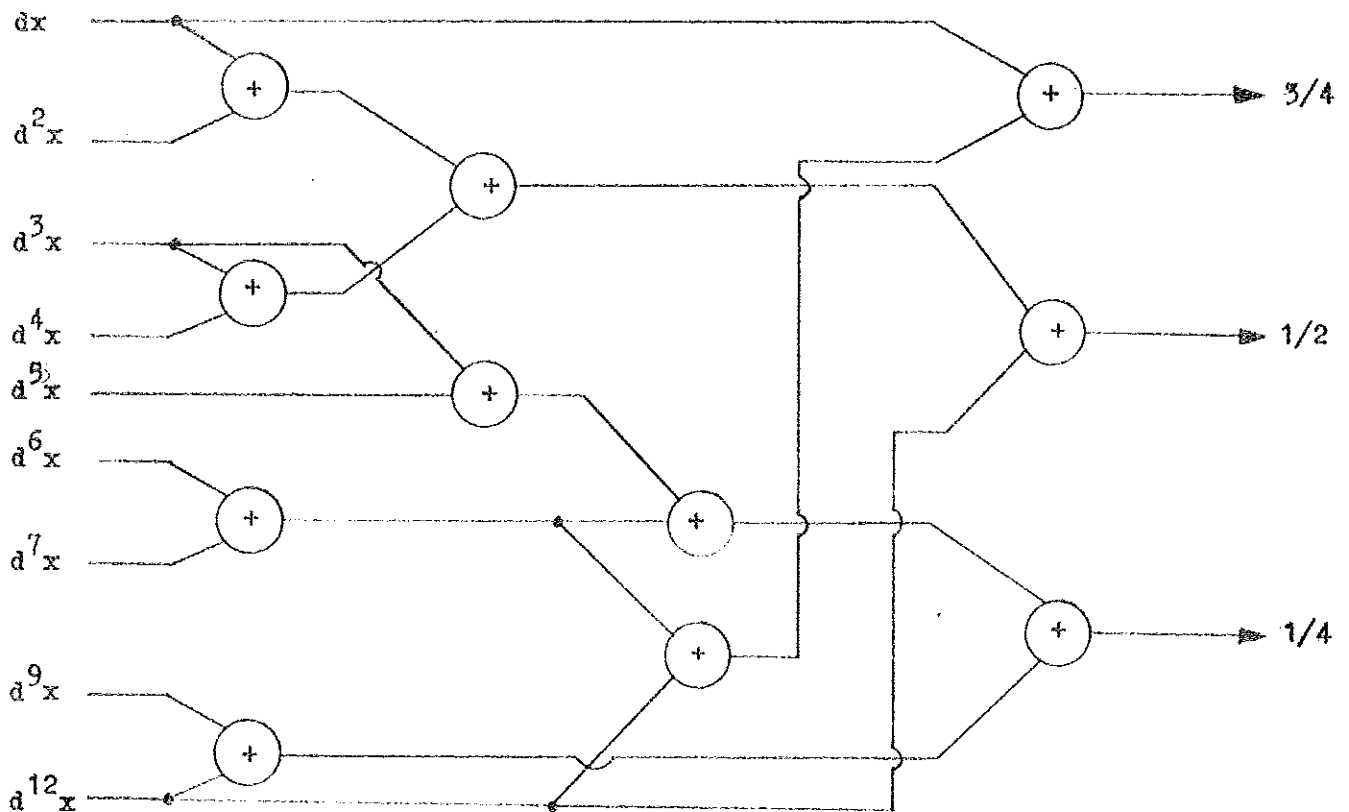 dx
+
3/4
+
d²x
+
d³x
+
d⁴x
+
1/2
d⁵x
+
d⁶x
+
+
d⁷x
+
1/4
+
d⁹x
+
d¹²x